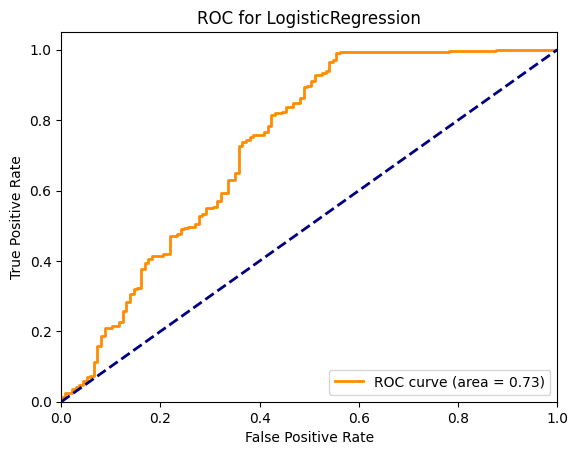 ROC for LogisticRegression
True Positive Rate
1.0
0.8
0.6
0.4
0.2
0.0
ROC curve (area = 0.73)
0.0 0.2 0.4 0.6 0.8 1.0
False Positive Rate